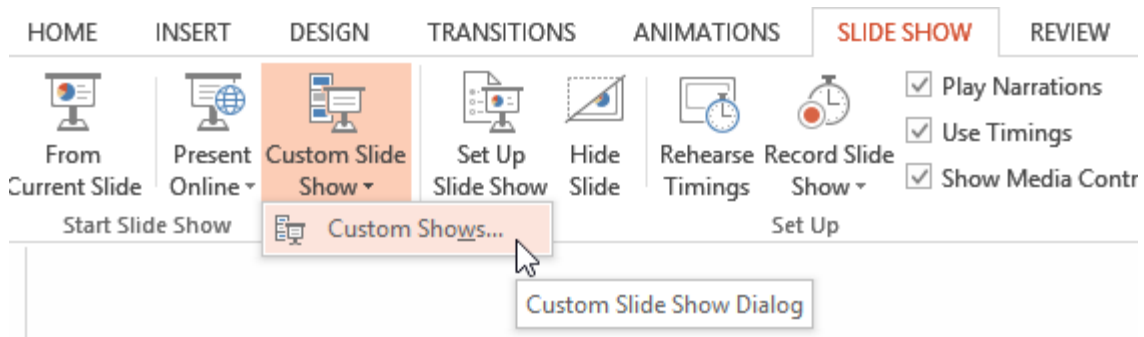 HOME INSERT DESIGN TRANSITIONS ANIMATIONS SLIDE SHOW REVIEW
From Present Custom Slide Set Up Hide Rehearse Record Slide
Current Slide Online Show Slide Show Slide Timings Show
Play Narrations
Use Timings
Show Media Contr
Start Slide Show Set Up
Custom Shows...
Custom Slide Show Dialog